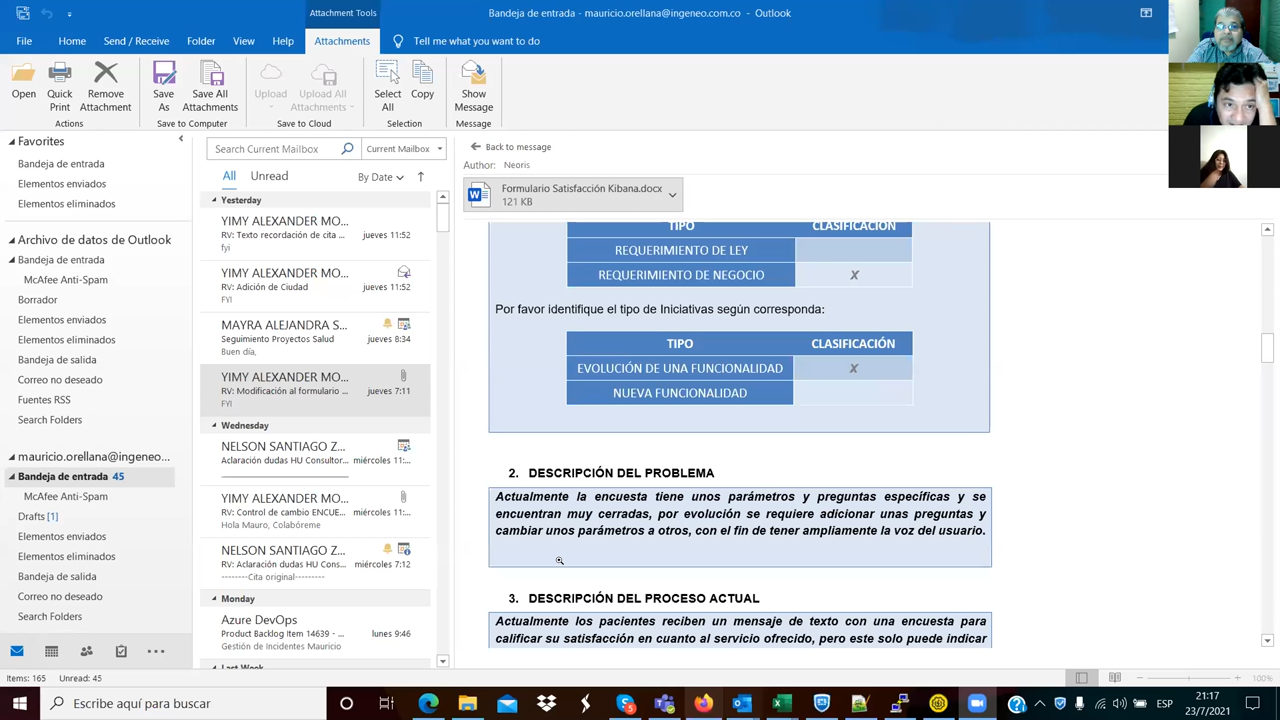 Attachment Tools
Bandeja de entrada - mauricio.orellana@ingeneo.com.co - Outlook
File Home Send / Receive Folder View Help Attachments Tell me what you want to do
Open Quick Print Remove Attachment Save As Save All Attachments Upload Upload All Attachments Select All Copy Show Message
Actions Save to Computer Save to Cloud Selection Message
Favorites
Bandeja de entrada
Elementos enviados
Elementos eliminados
Archivo de datos de Outlook
Bandeja de entrada
McAfee Anti-Spam
Borrador
Elementos enviados
Elementos eliminados
Bandeja de salida
Correo no deseado
Fuentes RSS
Search Folders
mauricio.orellana@ingeneo...
Bandeja de entrada 45
McAfee Anti-Spam
Drafts [1]
Elementos enviados
Elementos eliminados
Bandeja de salida
Correo no deseado
Search Folders
Search Current Mailbox Current Mailbox
All Unread By Date
Yesterday
YIMY ALEXANDER MO...
RV: Texto recordación de cita ... jueves 11:52
fyi
YIMY ALEXANDER MO...
RV: Adición de Ciudad jueves 11:52
FYI
MAYRA ALEJANDRA S...
Seguimiento Proyectos Salud jueves 8:34
Buen día,
YIMY ALEXANDER MO...
RV: Modificación al formulario ... jueves 7:11
FYI
Wednesday
NELSON SANTIAGO Z...
Aclaración dudas HU Consultor... miércoles 11:...
YIMY ALEXANDER MO...
RV: Control de cambio ENCUE... miércoles 11:...
Hola Mauro, Colabóreme
NELSON SANTIAGO Z...
RV: Aclaración dudas HU Cons... miércoles 7:12
--------Cita original--------
Monday
Azure DevOps
Product Backlog Item 14639 - ... lunes 9:46
Gestión de Incidentes Mauricio
Last Week
Back to message
Author: Neoris
Formulario Satisfacción Kibana.docx
121 KB
TIPO CLASIFICACIÓN
REQUERIMIENTO DE LEY
REQUERIMIENTO DE NEGOCIO X
Por favor identifique el tipo de Iniciativas según corresponda:
TIPO CLASIFICACIÓN
EVOLUCIÓN DE UNA FUNCIONALIDAD X
NUEVA FUNCIONALIDAD
2. DESCRIPCIÓN DEL PROBLEMA
Actualmente la encuesta tiene unos parámetros y preguntas específicas y se
encuentran muy cerradas, por evolución se requiere adicionar unas preguntas y
cambiar unos parámetros a otros, con el fin de tener ampliamente la voz del usuario.
3. DESCRIPCIÓN DEL PROCESO ACTUAL
Actualmente los pacientes reciben un mensaje de texto con una encuesta para
calificar su satisfacción en cuanto al servicio ofrecido, pero este solo puede indicar
Items: 165 Unread: 45 100%
Escribe aquí para buscar ESP 21:17
23/7/2021